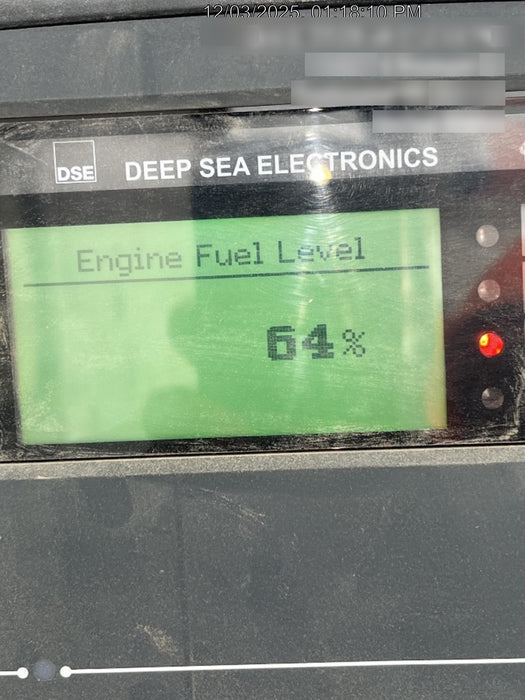 12/03/2025, 01:18:10 PM
DSE DEEP SEA ELECTRONICS
Engine Fuel Level
64%